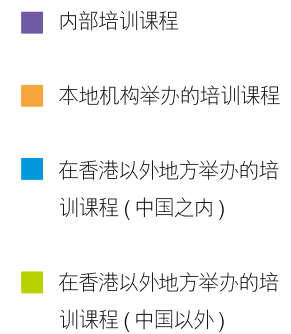 内部培训课程
本地机构举办的培训课程
在香港以外地方举办的培
训课程 ( 中国之内 )
在香港以外地方举办的培
训课程 ( 中国以外 )